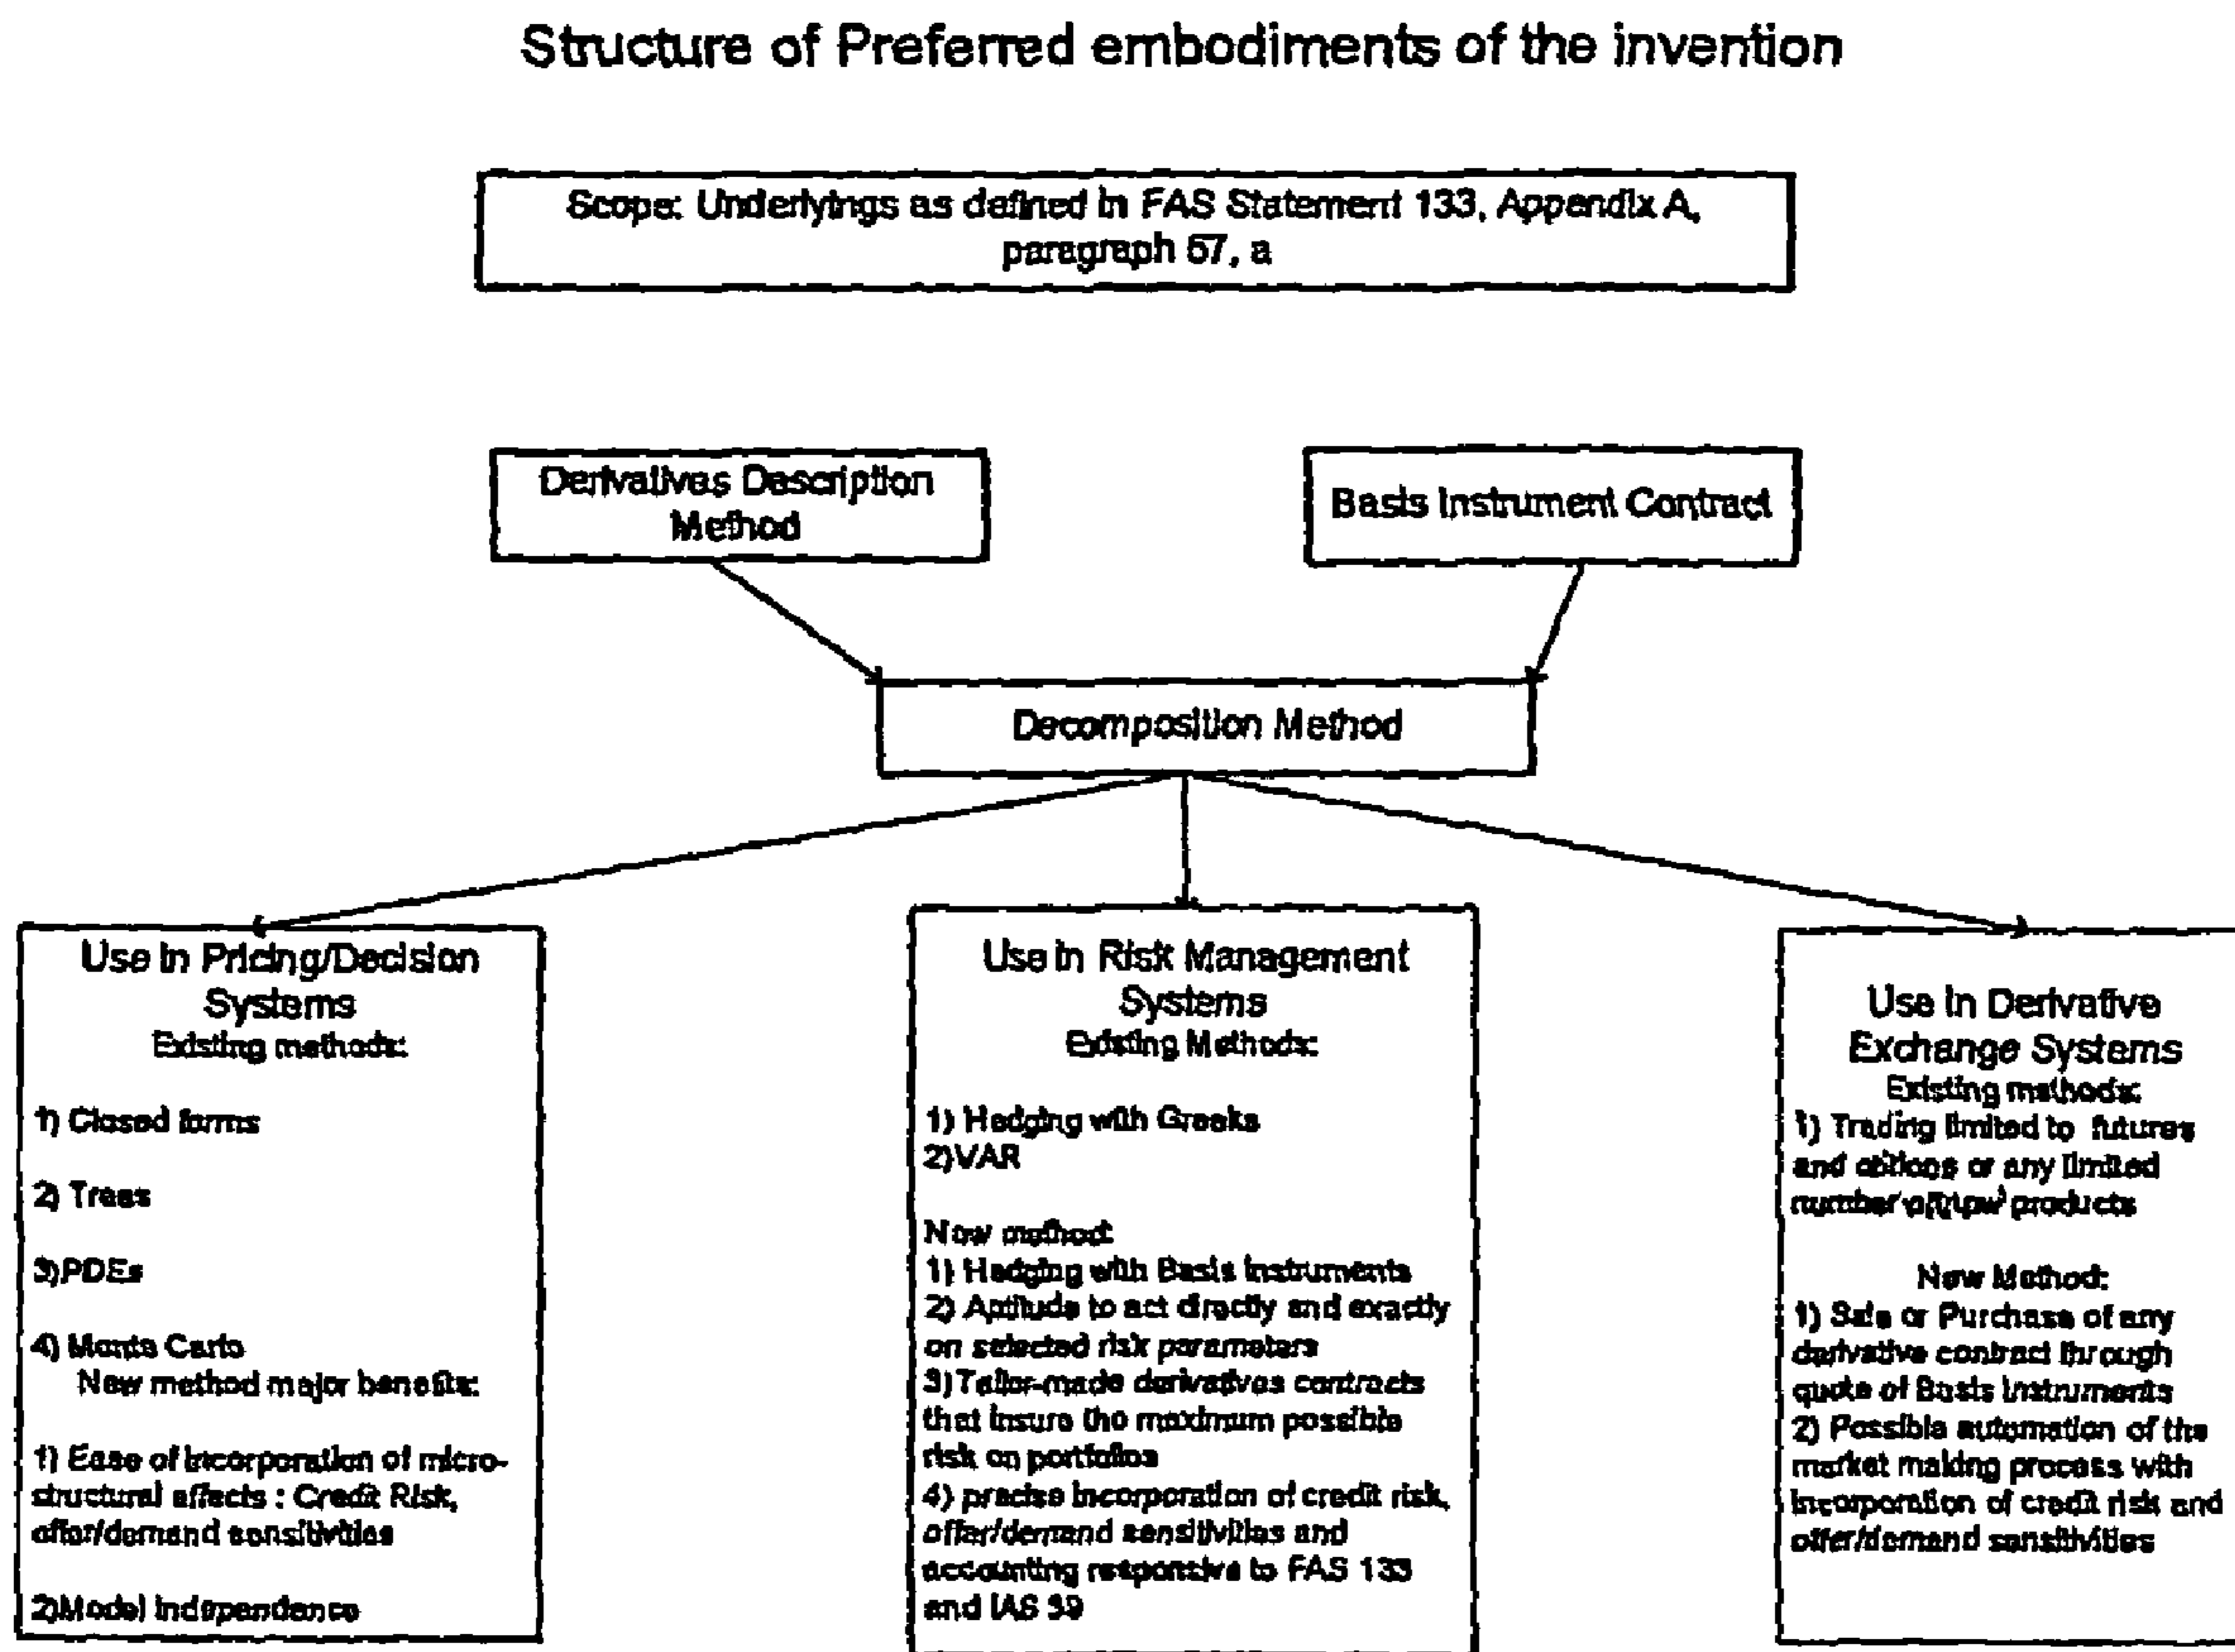 Structure of Preferred embodiments of the invention
Scope: Underlyings as defined in FAS Statement 133, Appendix A,
paragraph 57, a
Derivatives Description
Method
Basis Instrument Contract
Decomposition Method
Use in Pricing/Decision
Systems
Existing methods:
1) Closed forms
2) Trees
3)PDEs
4) Monte Carlo
New method major benefits:
1) Ease of incorporation of micro-
structural effects : Credit Risk,
offer/demand sensitivities
2)Model Independence
Use in Risk Management
Systems
Existing Methods:
1) Hedging with Greeks
2)VAR
New method:
1) Hedging with Basis Instruments
2) Aptitude to act directly and exactly
on selected risk parameters
3)Tailor-made derivatives contracts
that insure the maximum possible
risk on portfolios
4) precise incorporation of credit risk,
offer/demand sensitivities and
accounting responsive to FAS 133
and IAS 39
Use in Derivative
Exchange Systems
Existing methods:
1) Trading limited to futures
and options or any limited
number products
New Method:
1) Sale or Purchase of any
derivative contract through
quote of Basis Instruments
2) Possible automation of the
market making process with
incorporation of credit risk and
offer/demand sensitivities